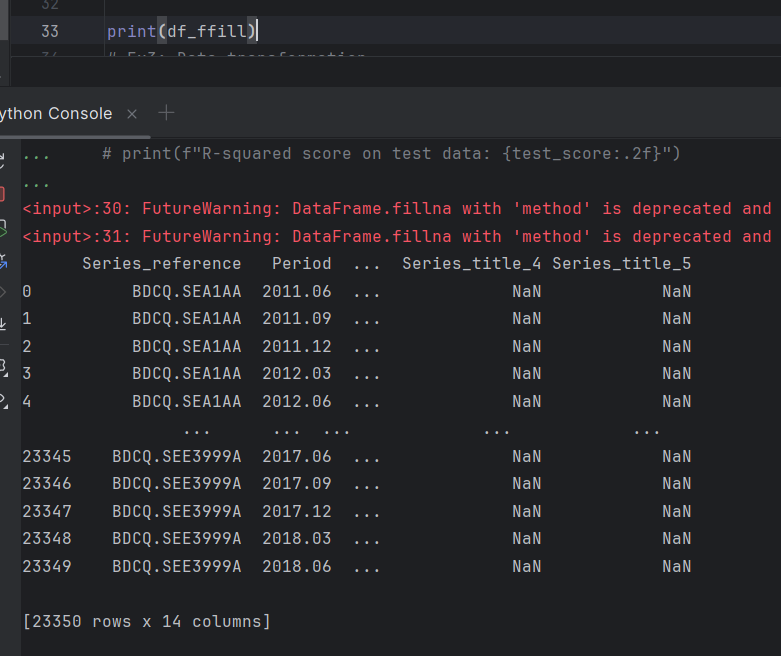 32
33 print(df_ffill)
34 # Ex3: Data transformation
ython Console × +
... # print(f"R-squared score on test data: {test_score:.2f}")
...
<input>:30: FutureWarning: DataFrame.fillna with 'method' is deprecated and
<input>:31: FutureWarning: DataFrame.fillna with 'method' is deprecated and
Series_reference Period ... Series_title_4 Series_title_5
0 BDCQ.SEA1AA 2011.06 ... NaN NaN
1 BDCQ.SEA1AA 2011.09 ... NaN NaN
2 BDCQ.SEA1AA 2011.12 ... NaN NaN
3 BDCQ.SEA1AA 2012.03 ... NaN NaN
4 BDCQ.SEA1AA 2012.06 ... NaN NaN
... ... ... ... ...
23345 BDCQ.SEE3999A 2017.06 ... NaN NaN
23346 BDCQ.SEE3999A 2017.09 ... NaN NaN
23347 BDCQ.SEE3999A 2017.12 ... NaN NaN
23348 BDCQ.SEE3999A 2018.03 ... NaN NaN
23349 BDCQ.SEE3999A 2018.06 ... NaN NaN
[23350 rows x 14 columns]